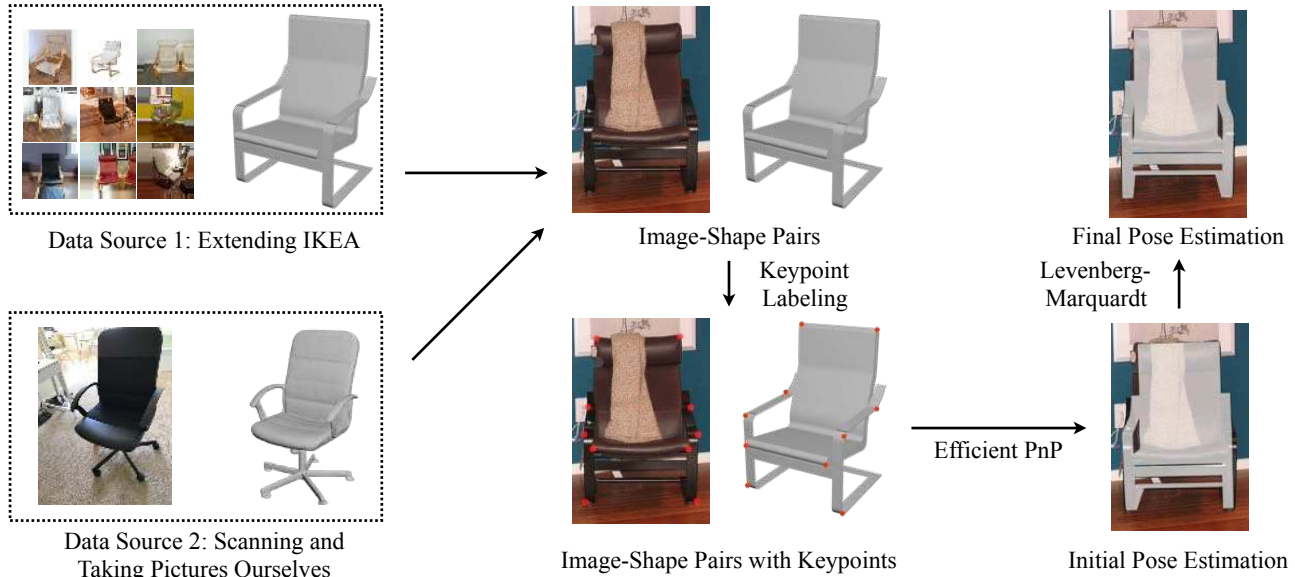 Data Source 1: Extending IKEA
Image-Shape Pairs
Final Pose Estimation
Keypoint
Labeling
Levenberg-
Marquardt
Efficient PnP
Data Source 2: Scanning and
Taking Pictures Ourselves
Image-Shape Pairs with Keypoints
Initial Pose Estimation